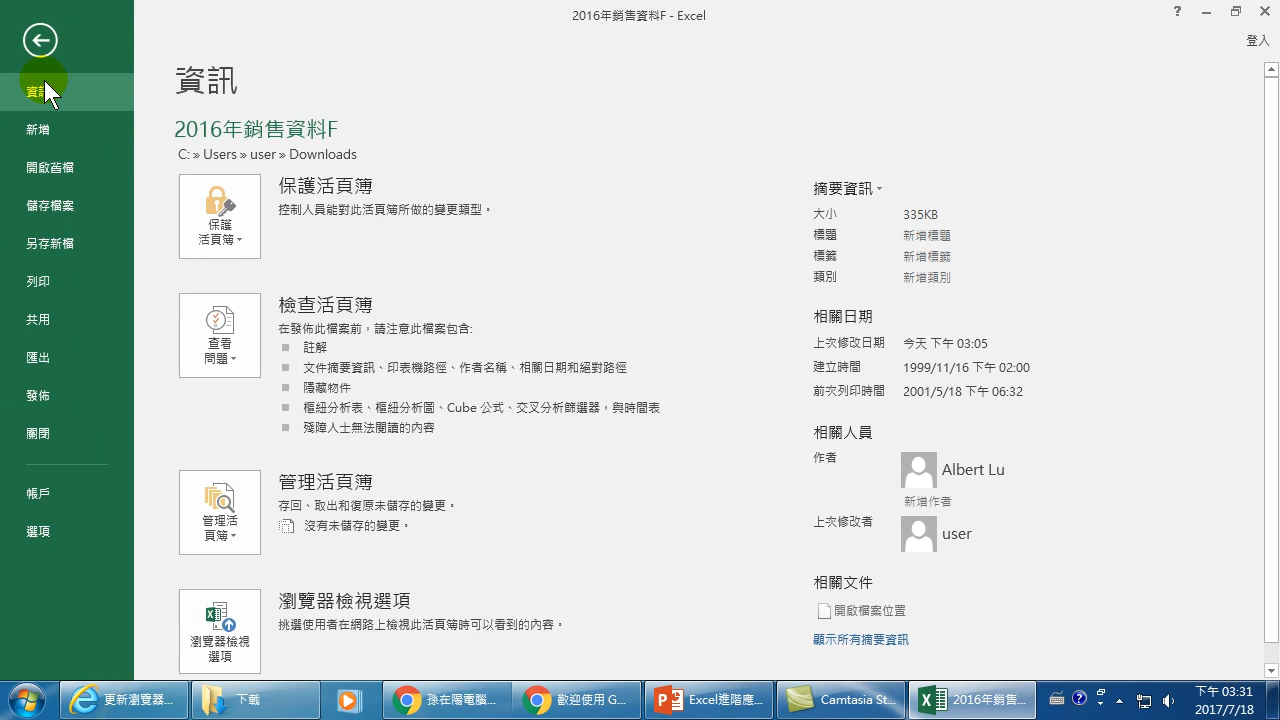 2016年銷售資料F - Excel
?
登入
資訊
新增
開啟舊檔
儲存檔案
另存新檔
列印
共用
匯出
發佈
關閉
帳戶
選項
資訊
2016年銷售資料F
C: » Users » user » Downloads
保護
活頁簿
保護活頁簿
控制人員能對此活頁簿所做的變更類型。
查看
問題
檢查活頁簿
在發佈此檔案前，請注意此檔案包含:
註解
文件摘要資訊、印表機路徑、作者名稱、相關日期和絕對路徑
隱藏物件
樞紐分析表、樞紐分析圖、Cube 公式、交叉分析篩選器，與時間表
殘障人士無法閱讀的內容
管理活
頁簿
管理活頁簿
存回、取出和復原未儲存的變更。
沒有未儲存的變更。
瀏覽器檢視
選項
瀏覽器檢視選項
挑選使用者在網路上檢視此活頁簿時可以看到的內容。
摘要資訊
大小 335KB
標題 新增標題
標籤 新增標籤
類別 新增類別
相關日期
上次修改日期 今天 下午 03:05
建立時間 1999/11/16 下午 02:00
前次列印時間 2001/5/18 下午 06:32
相關人員
作者 Albert Lu
新增作者
上次修改者 user
相關文件
開啟檔案位置
顯示所有摘要資訊
更新瀏覽器...
下載
孫在陽電腦...
歡迎使用 G...
Excel進階應...
Camtasia St...
2016年銷售...
下午 03:31
2017/7/18